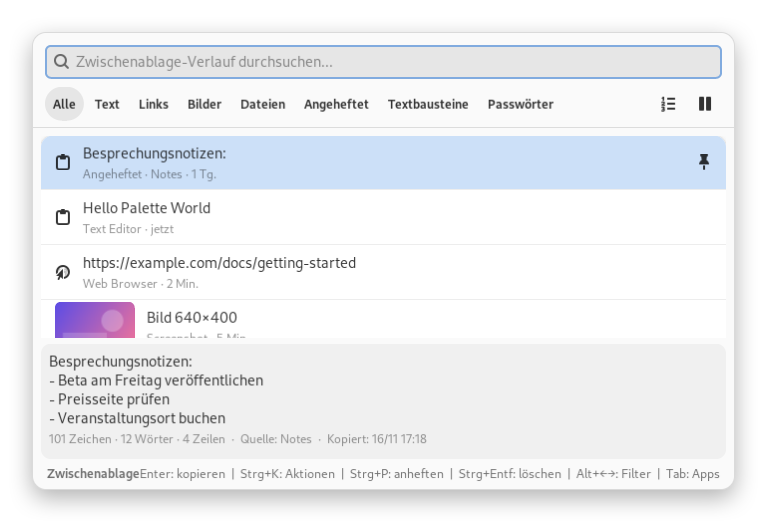 Zwischenablage-Verlauf durchsuchen...
Alle Text Links Bilder Dateien Angeheftet Textbausteine Passwörter
Besprechungsnotizen:
Angeheftet · Notes · 1 Tg.
Hello Palette World
Text Editor · jetzt
https://example.com/docs/getting-started
Web Browser · 2 Min.
Bild 640×400
Screenshot · 5 Min.
Besprechungsnotizen:
- Beta am Freitag veröffentlichen
- Preisseite prüfen
- Veranstaltungsort buchen
101 Zeichen · 12 Wörter · 4 Zeilen · Quelle: Notes · Kopiert: 16/11 17:18
ZwischenablageEnter: kopieren | Strg+K: Aktionen | Strg+P: anheften | Strg+Entf: löschen | Alt+←→: Filter | Tab: Apps